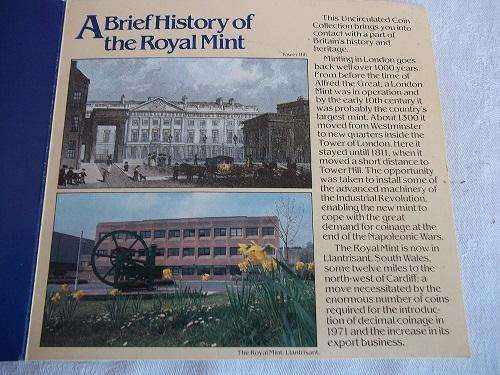 A Brief History of
the Royal Mint
Tower Hill.
This Uncirculated Coin
Collection brings you into
contact with a part of
Britain's history and
heritage.
Minting in London goes
back well over 1000 years.
From before the time of
Alfred the Great, a London
Mint was in operation and
by the early 10th century it
was probably the country's
largest mint. About 1300 it
moved from Westminster
to new quarters inside the
Tower of London. Here it
stayed until 1811, when it
moved a short distance to
Tower Hill. The opportunity
was taken to install some of
the advanced machinery of
the Industrial Revolution,
enabling the new mint to
cope with the great
demand for coinage at the
end of the Napoleonic Wars.
The Royal Mint is now in
Llantrisant, South Wales,
some twelve miles to the
north-west of Cardiff; a
move necessitated by the
enormous number of coins
required for the introduc-
tion of decimal coinage in
1971 and the increase in its
export business.
The Royal Mint, Llantrisant.